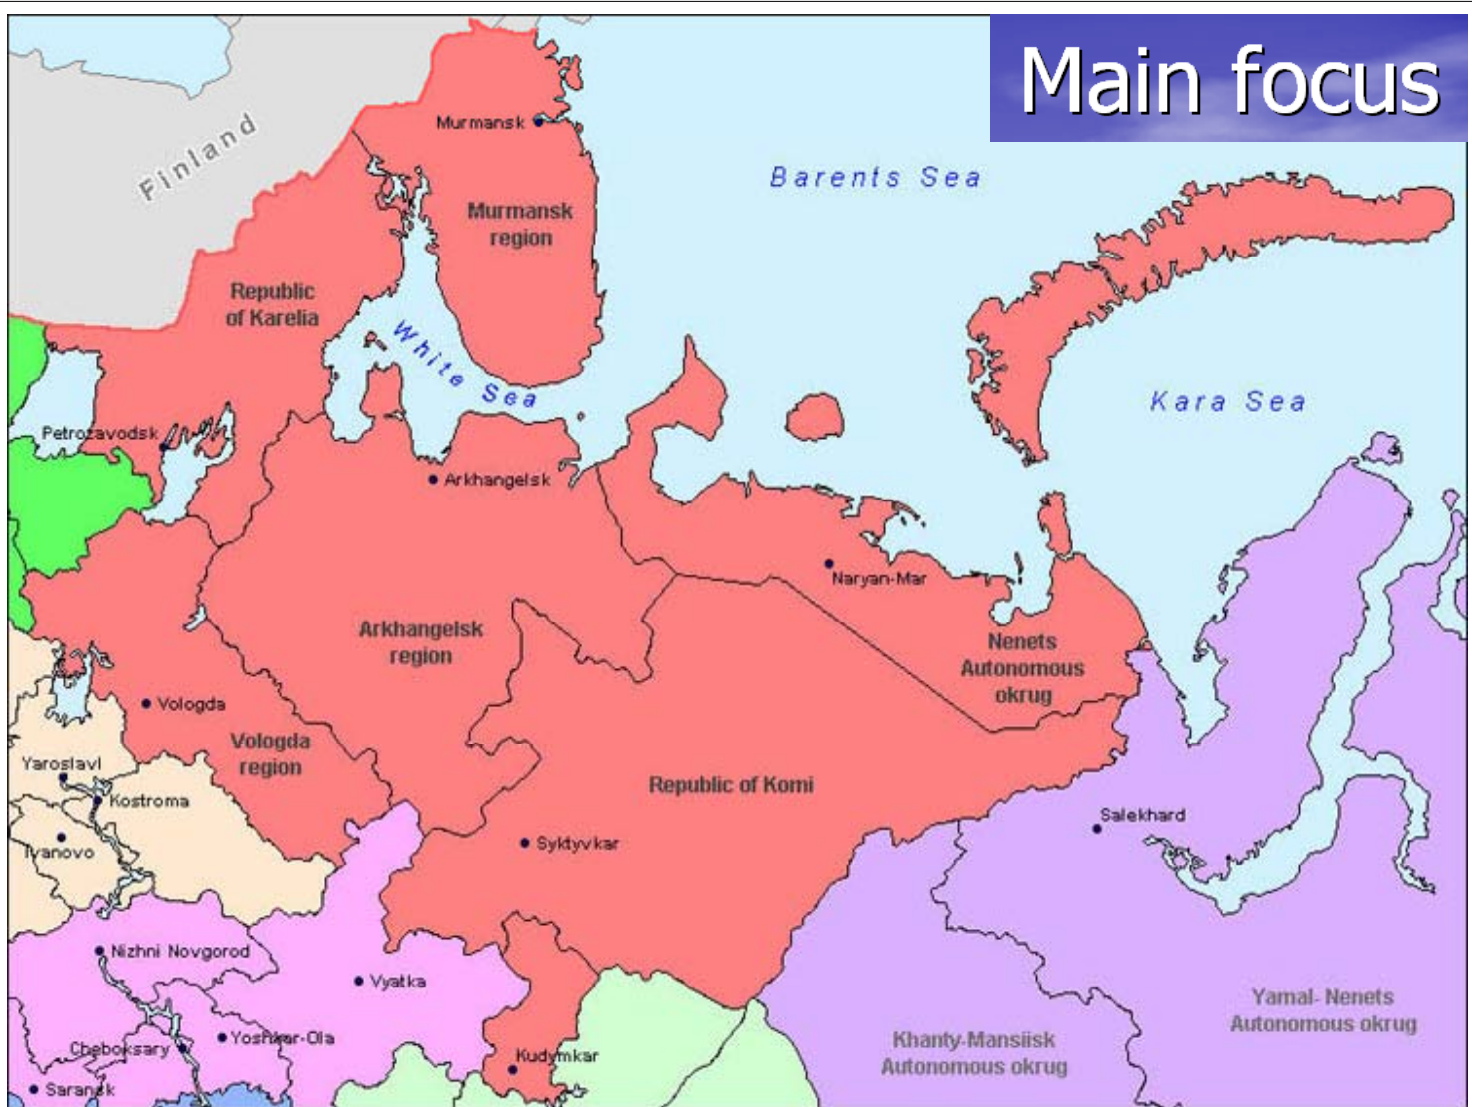 Main focus
Finland
Murmansk
Barents Sea
Murmansk
region
Republic
of Karelia
White Sea
Kara Sea
Petrozavodsk
Arkhangelsk
Naryan-Mar
Arkhangelsk
region
Nenets
Autonomous
okrug
Vologda
Vologda
region
Yaroslavl
Republic of Komi
Kostroma
Salekhard
Ivanovo
Syktyvkar
Nizhni Novgorod
Vyatka
Yamal- Nenets
Autonomous okrug
Yoshkar-Ola
Khanty-Mansiisk
Autonomous okrug
Cheboksary
Kudymkar
Saransk